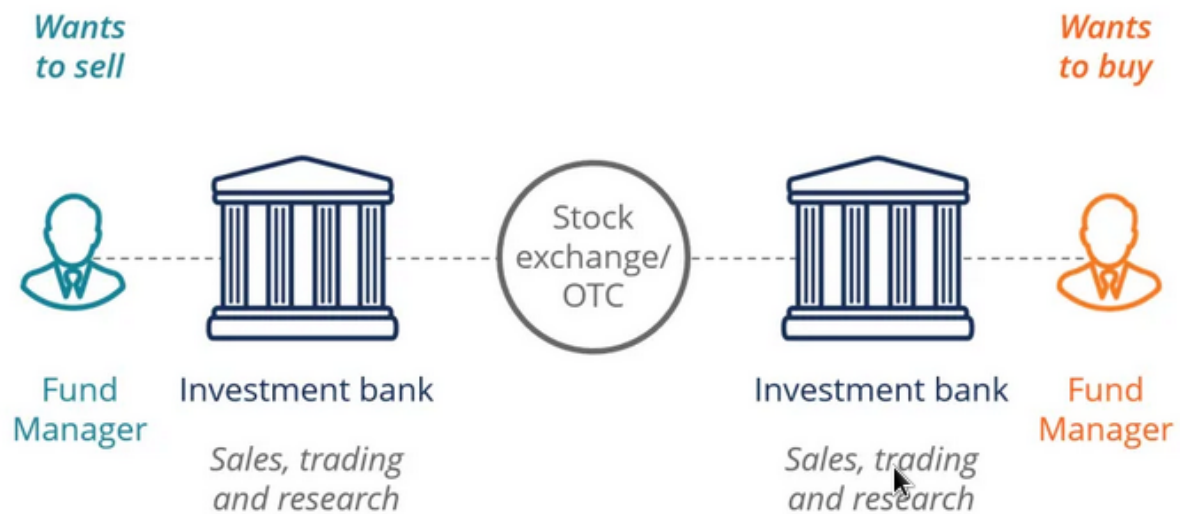 Wants
to sell
Wants
to buy
Stock
exchange/
OTC
Fund
Manager
Investment bank
Sales, trading
and research
Investment bank
Sales, trading
and research
Fund
Manager